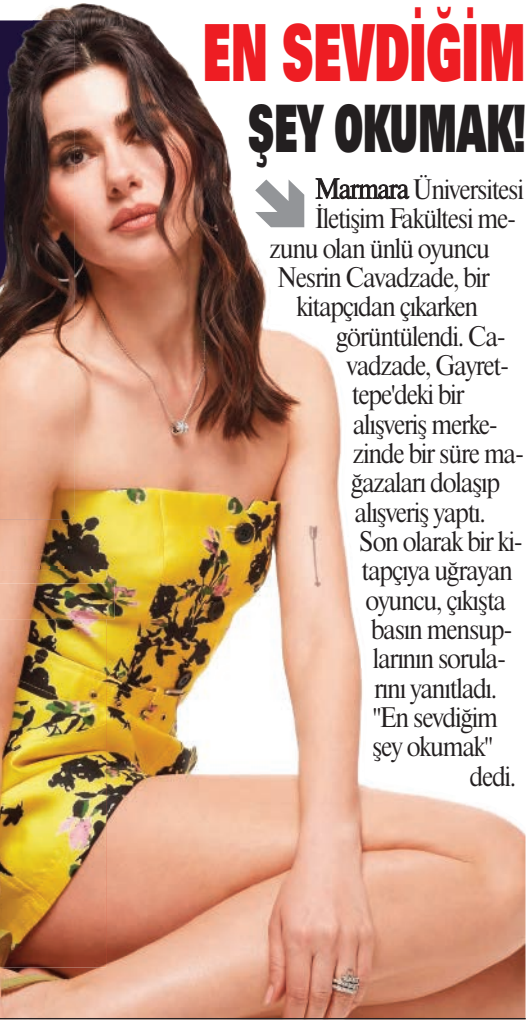 EN SEVDİĞİM
ŞEY OKUMAK!
Marmara Üniversitesi
İletişim Fakültesi me-
zunu olan ünlü oyuncu
Nesrin Cavadzade, bir
kitapçıdan çıkarken
görüntülendi. Ca-
vadzade, Gayret-
tepe'deki bir
alışveriş merke-
zinde bir süre ma-
ğazaları dolaşıp
alışveriş yaptı.
Son olarak bir ki-
tapçıya uğrayan
oyuncu, çıkışta
basın mensup-
larının sorula-
rını yanıtladı.
"En sevdiğim
şey okumak"
dedi.